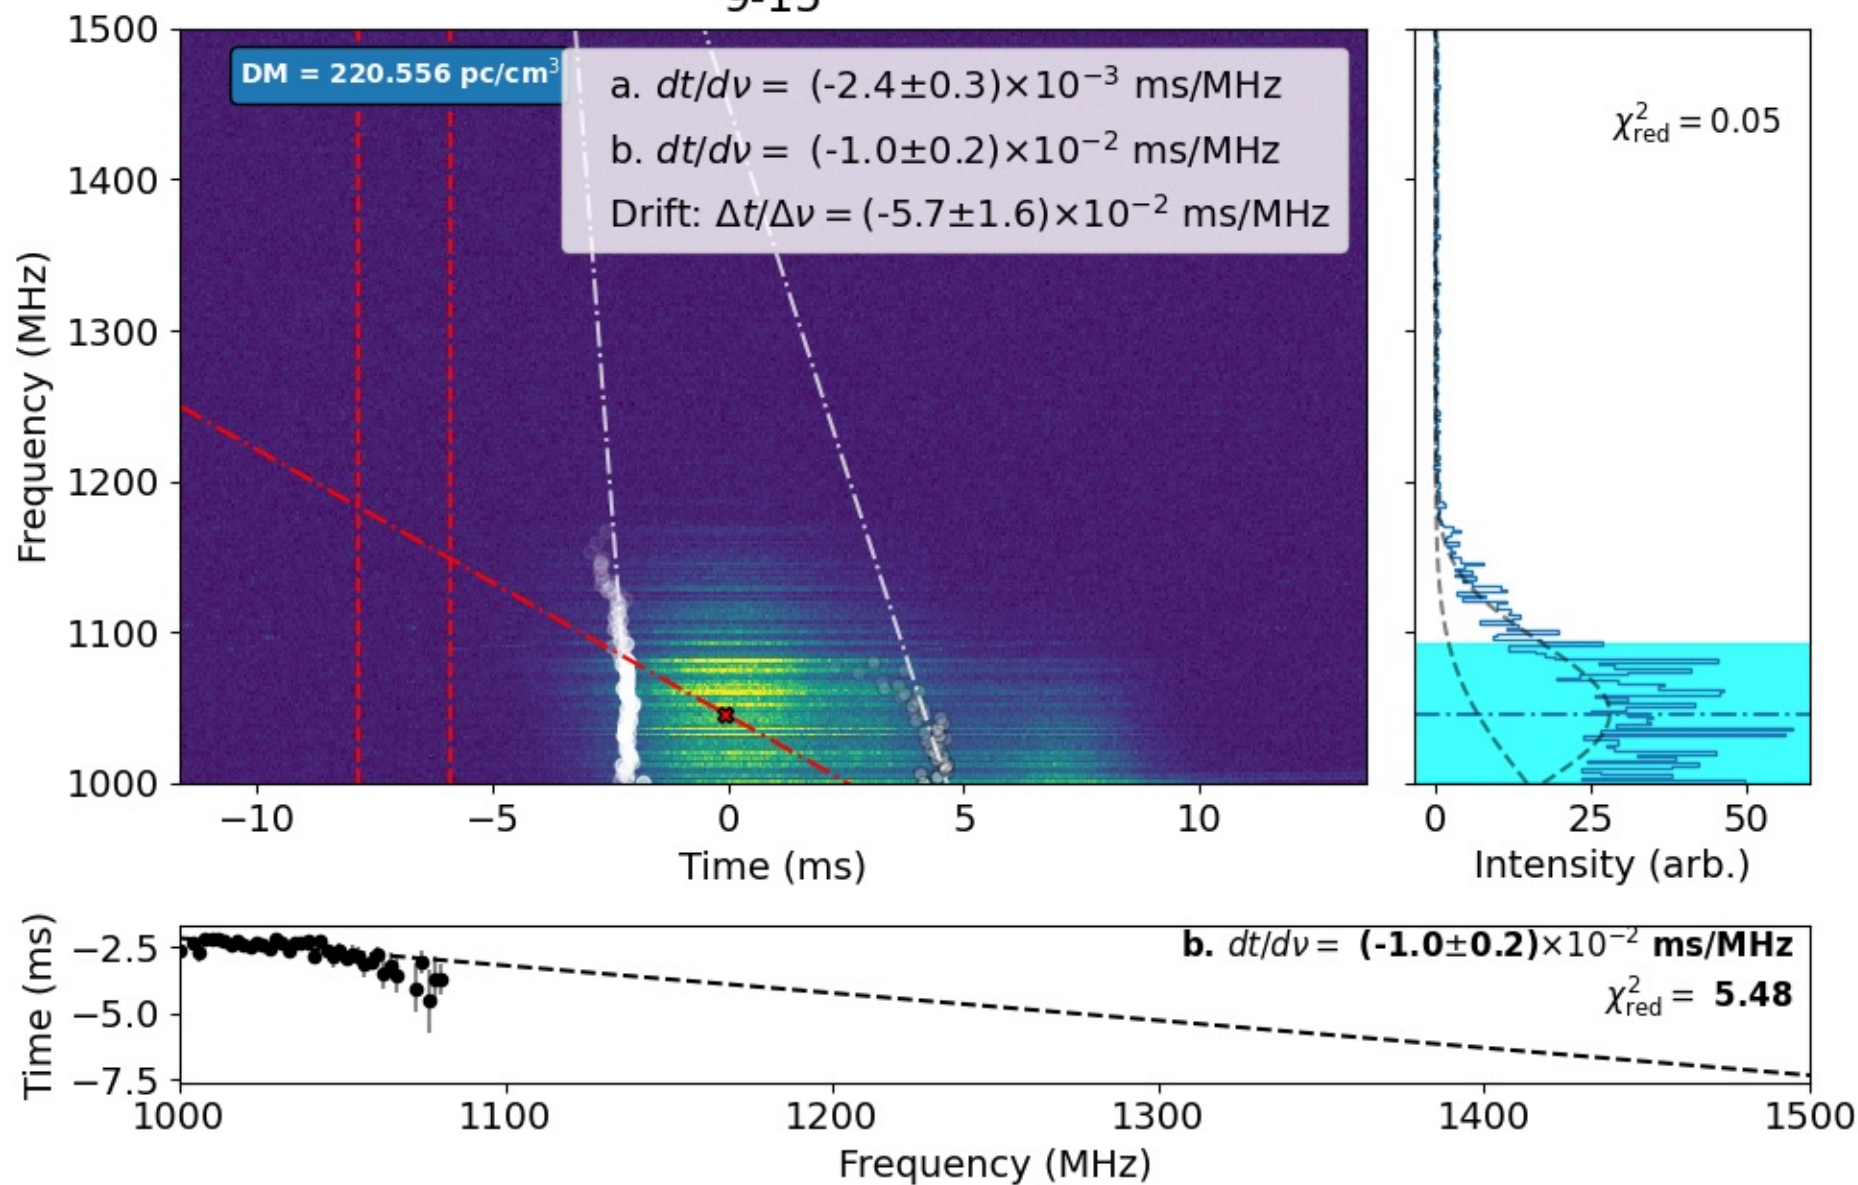 9-15
1500
1400
1300
1200
1100
1000
Frequency (MHz)
DM = 220.556 pc/cm³
a. dt/dν = (-2.4±0.3)×10⁻³ ms/MHz
b. dt/dν = (-1.0±0.2)×10⁻² ms/MHz
Drift: Δt/Δν = (-5.7±1.6)×10⁻² ms/MHz
−10 −5 0 5 10
Time (ms)
χ²red = 0.05
0 25 50
Intensity (arb.)
−2.5
−5.0
−7.5
Time (ms)
b. dt/dν = (-1.0±0.2)×10⁻² ms/MHz
χ²red = 5.48
1000 1100 1200 1300 1400 1500
Frequency (MHz)